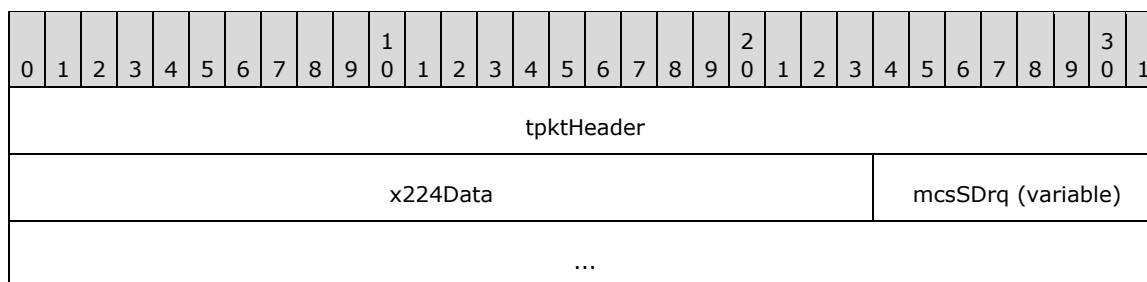 1 2 3
0 1 2 3 4 5 6 7 8 9 0 1 2 3 4 5 6 7 8 9 0 1 2 3 4 5 6 7 8 9 0 1
tpktHeader
x224Data mcsSDrq (variable)
...